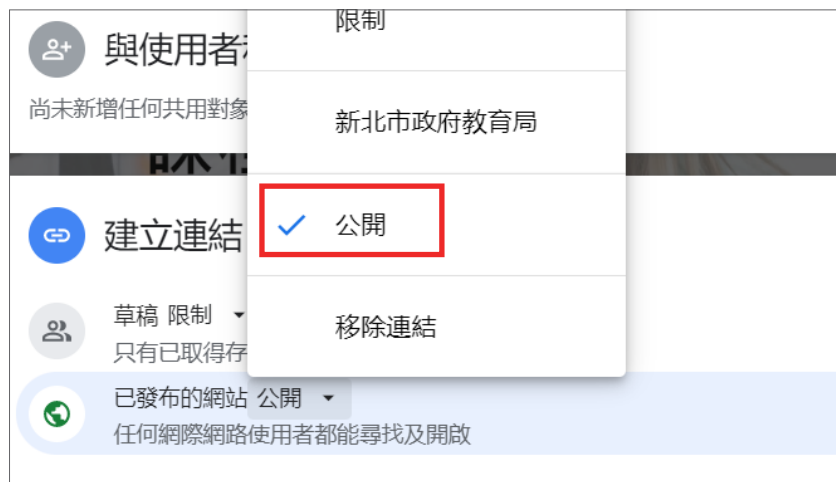 限制
與使用者
尚未新增任何共用對象
新北市政府教育局
建立連結
公開
草稿 限制
移除連結
只有已取得存
已發布的網站 公開
任何網際網路使用者都能尋找及開啟